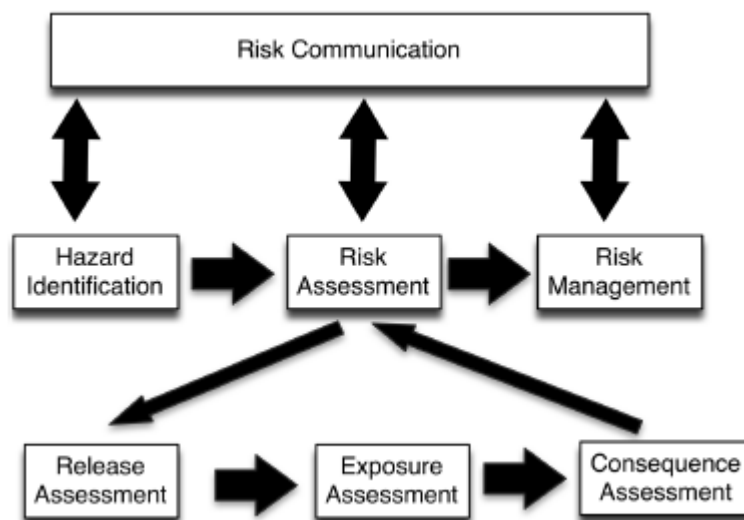 Risk Communication
Hazard
Identification
Risk
Assessment
Risk
Management
Release
Assessment
Exposure
Assessment
Consequence
Assessment